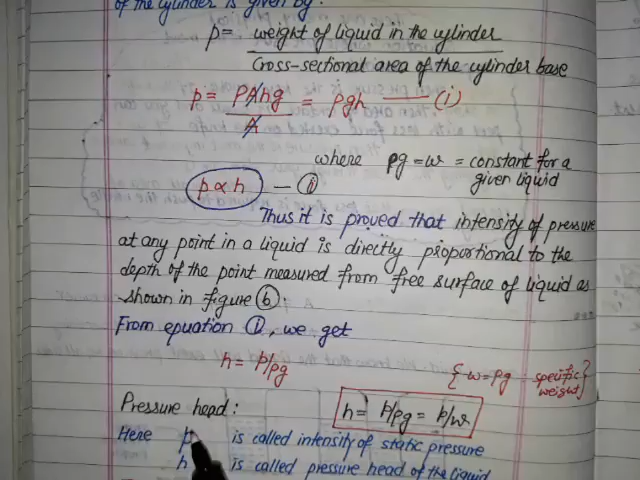 of the cylinder is given by:
p = weight of liquid in the cylinder
Cross-sectional area of the cylinder base
p = ρAhg / A = ρgh — (i)
where ρg = w = constant for a
given liquid
p ∝ h — (i)
Thus it is proved that intensity of pressure
at any point in a liquid is directly proportional to the
depth of the point measured from free surface of liquid as
shown in figure (b).
From equation (i), we get
h = p/ρg
{ w = ρg specific
weight }
Pressure head: h = p/ρg = p/w
Here p is called intensity of static pressure
h is called pressure head of the liquid